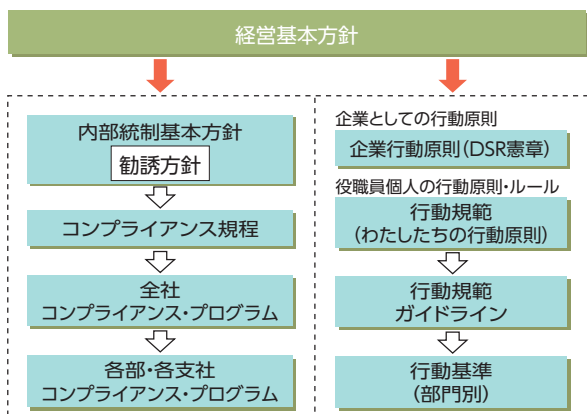 経営基本方針
内部統制基本方針
勧誘方針
コンプライアンス規程
全社
コンプライアンス・プログラム
各部・各支社
コンプライアンス・プログラム
企業としての行動原則
企業行動原則(DSR憲章)
役職員個人の行動原則・ルール
行動規範
(わたしたちの行動原則)
行動規範
ガイドライン
行動基準
(部門別)